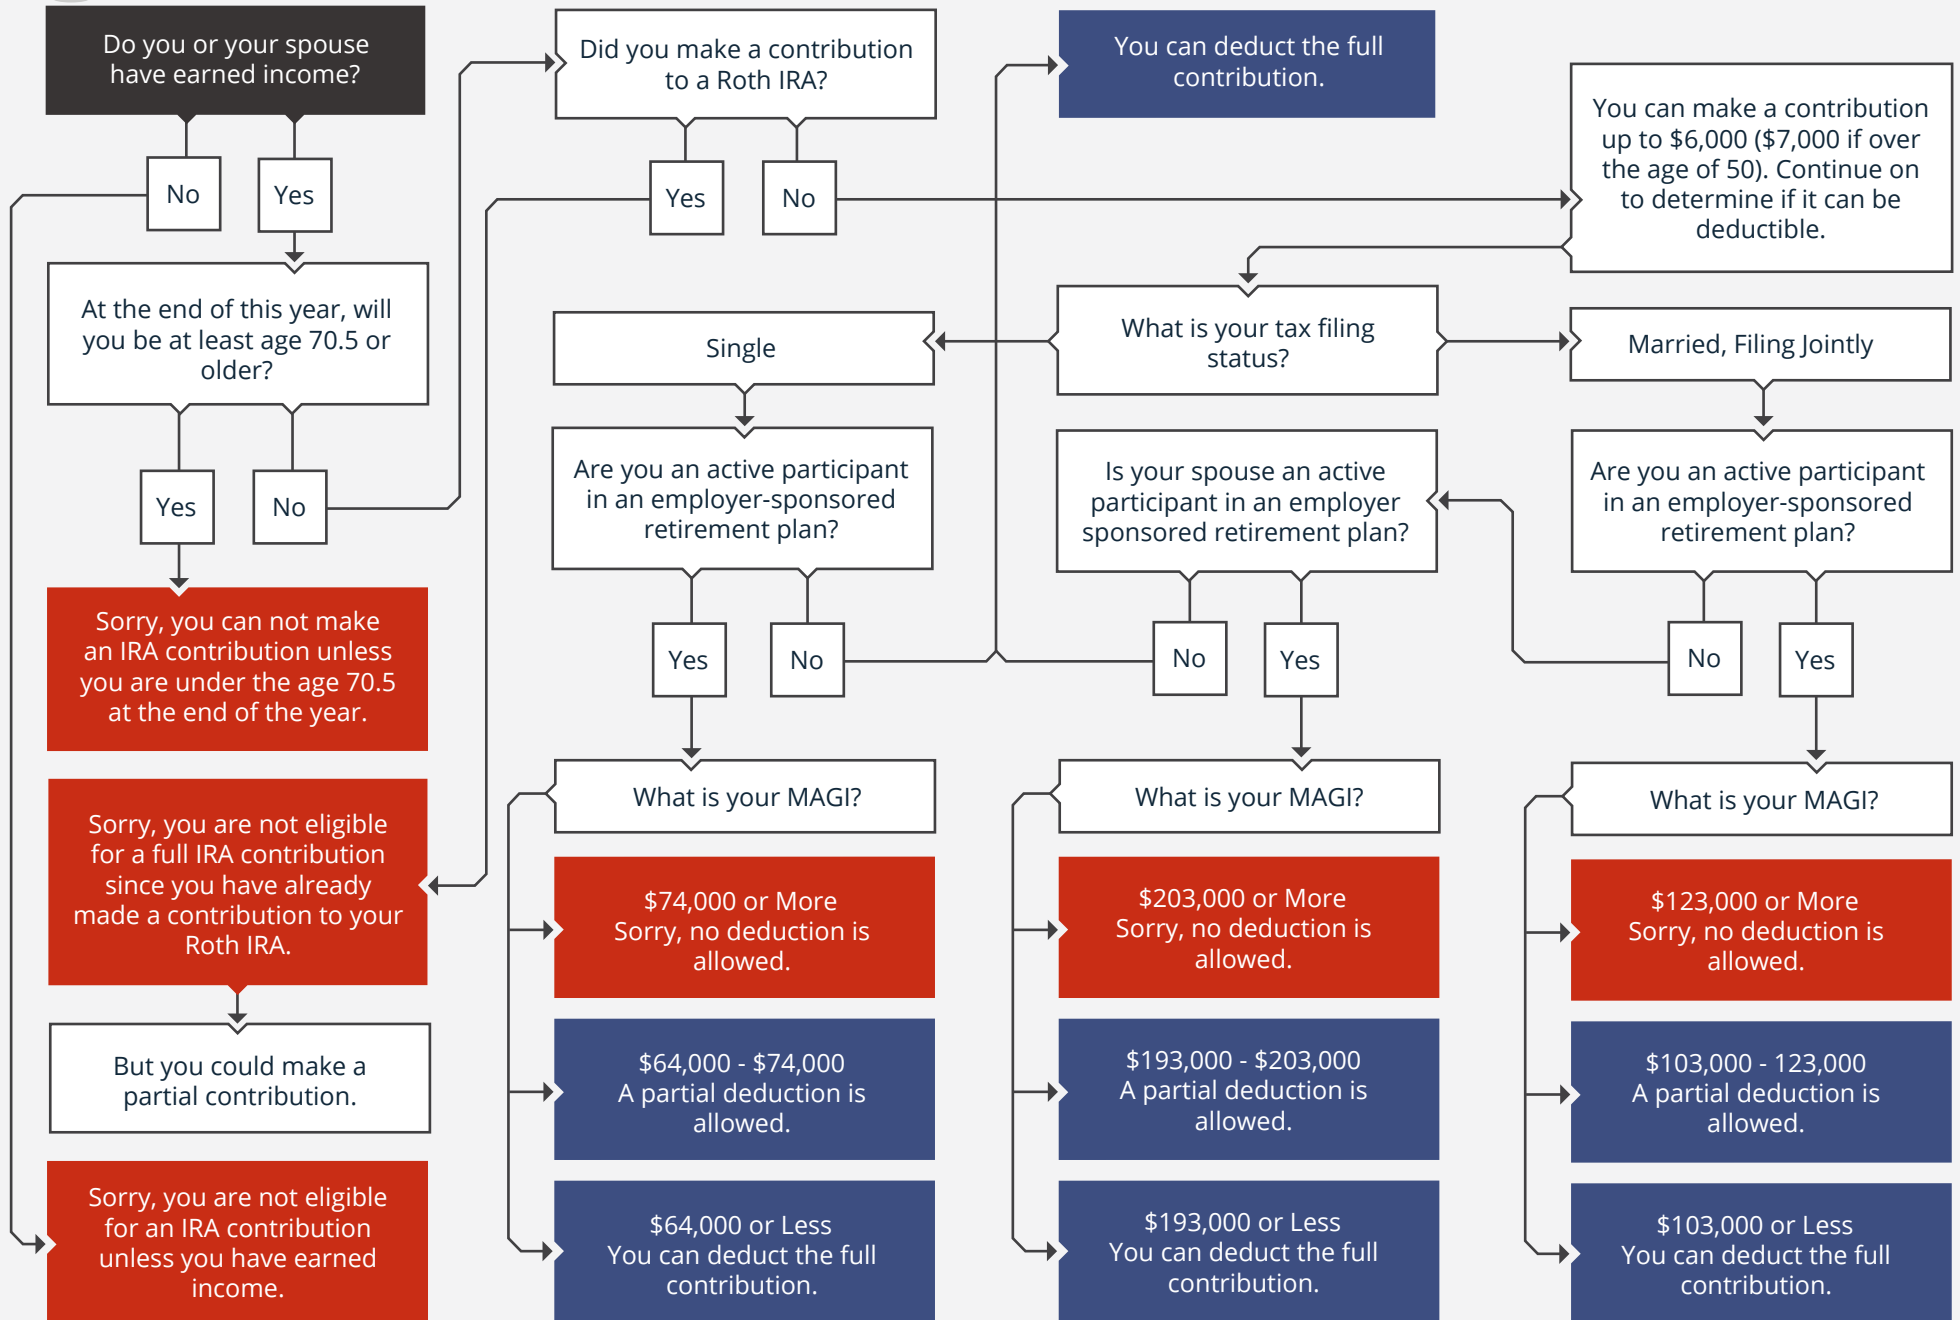 Do you or your spouse
have earned income?
No
Yes
At the end of this year, will
you be at least age 70.5 or
older?
Yes
No
Sorry, you can not make
an IRA contribution unless
you are under the age 70.5
at the end of the year.
Sorry, you are not eligible
for a full IRA contribution
since you have already
made a contribution to your
Roth IRA.
But you could make a
partial contribution.
Sorry, you are not eligible
for an IRA contribution
unless you have earned
income.
Did you make a contribution
to a Roth IRA?
Yes
No
You can deduct the full
contribution.
You can make a contribution
up to $6,000 ($7,000 if over
the age of 50). Continue on
to determine if it can be
deductible.
What is your tax filing
status?
Single
Married, Filing Jointly
Are you an active participant
in an employer-sponsored
retirement plan?
Yes
No
What is your MAGI?
$74,000 or More
Sorry, no deduction is
allowed.
$64,000 - $74,000
A partial deduction is
allowed.
$64,000 or Less
You can deduct the full
contribution.
Is your spouse an active
participant in an employer
sponsored retirement plan?
No
Yes
What is your MAGI?
$203,000 or More
Sorry, no deduction is
allowed.
$193,000 - $203,000
A partial deduction is
allowed.
$193,000 or Less
You can deduct the full
contribution.
Are you an active participant
in an employer-sponsored
retirement plan?
No
Yes
What is your MAGI?
$123,000 or More
Sorry, no deduction is
allowed.
$103,000 - 123,000
A partial deduction is
allowed.
$103,000 or Less
You can deduct the full
contribution.